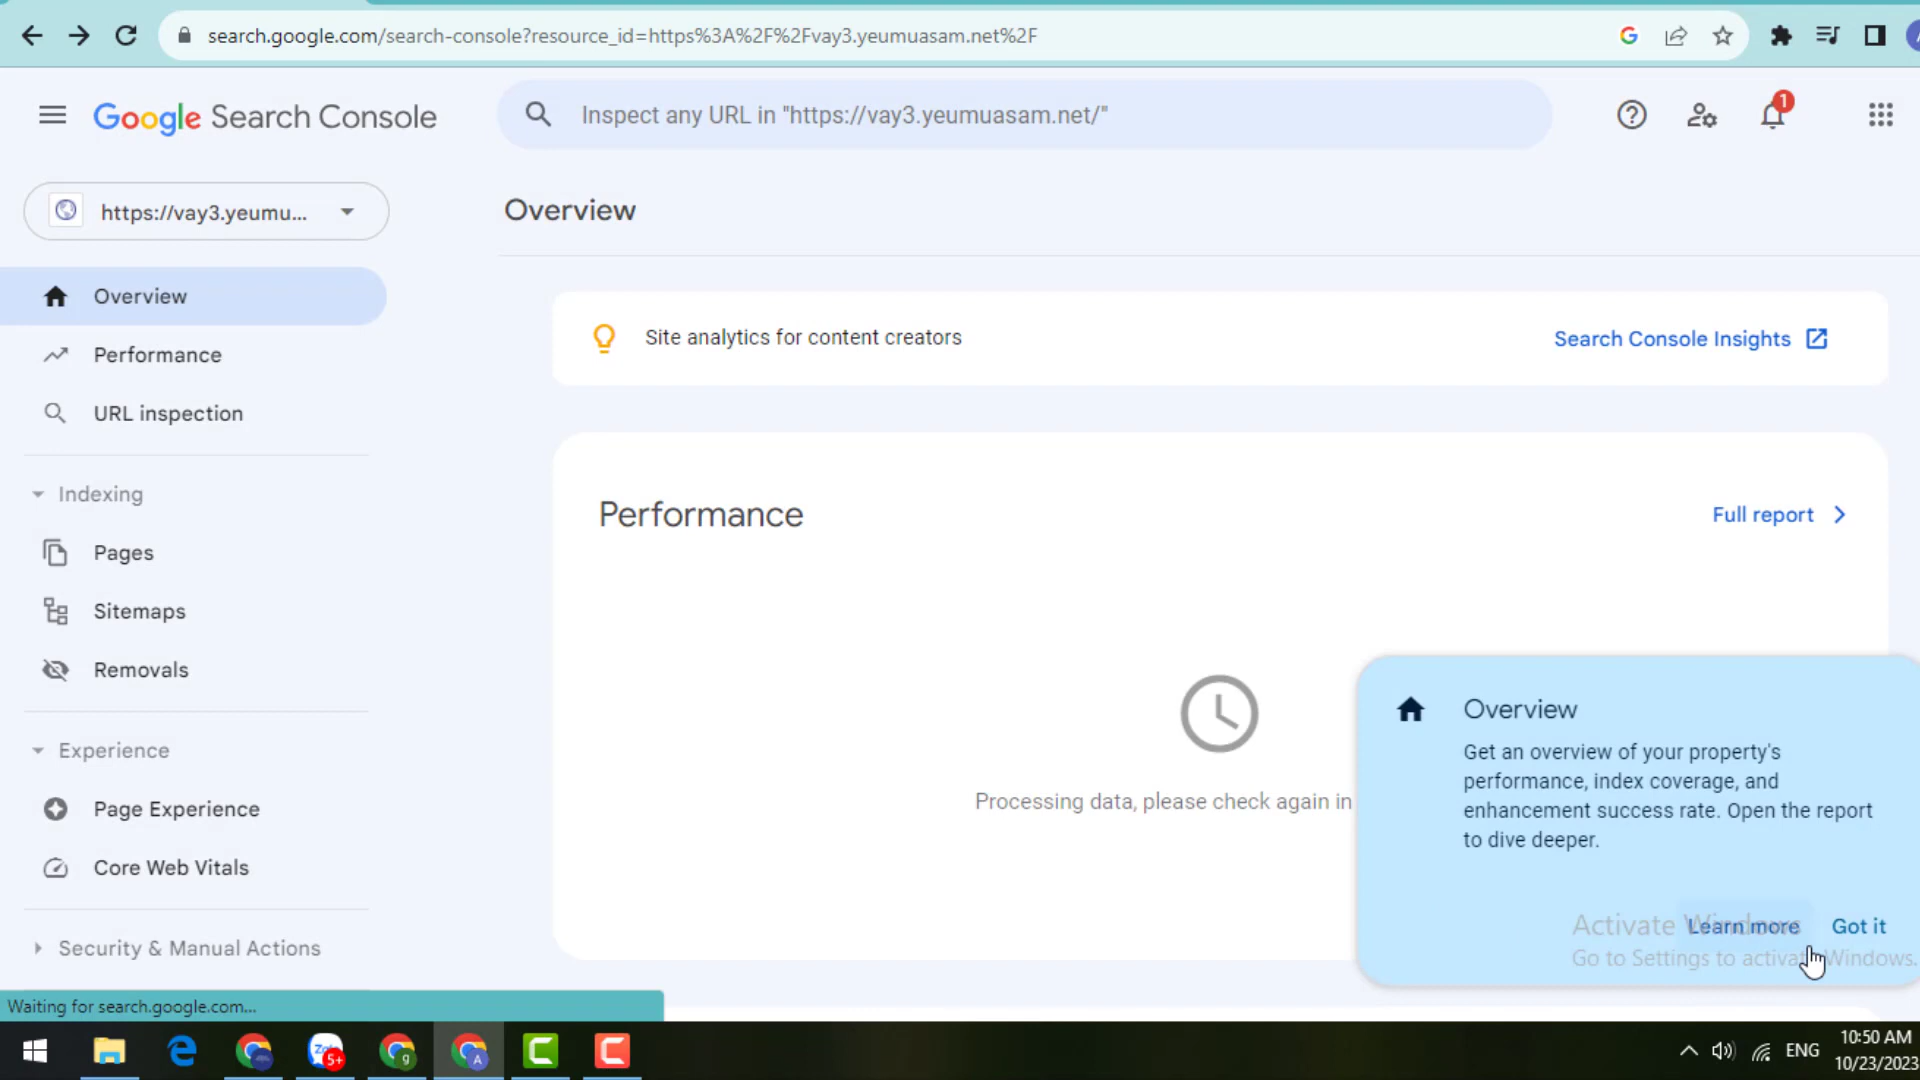 search.google.com/search-console?resource_id=https%3A%2F%2Fvay3.yeumuasam.net%2F
Google Search Console
Inspect any URL in "https://vay3.yeumuasam.net/"
1
https://vay3.yeumu...
Overview
Overview
Performance
URL inspection
Indexing
Pages
Sitemaps
Removals
Experience
Page Experience
Core Web Vitals
Security & Manual Actions
Site analytics for content creators
Search Console Insights
Performance
Full report
Processing data, please check again in
Overview
Get an overview of your property's
performance, index coverage, and
enhancement success rate. Open the report
to dive deeper.
Learn more
Got it
Activate Windows
Go to Settings to activate Windows.
Waiting for search.google.com...
5+
g
A
ENG
10:50 AM
10/23/2023